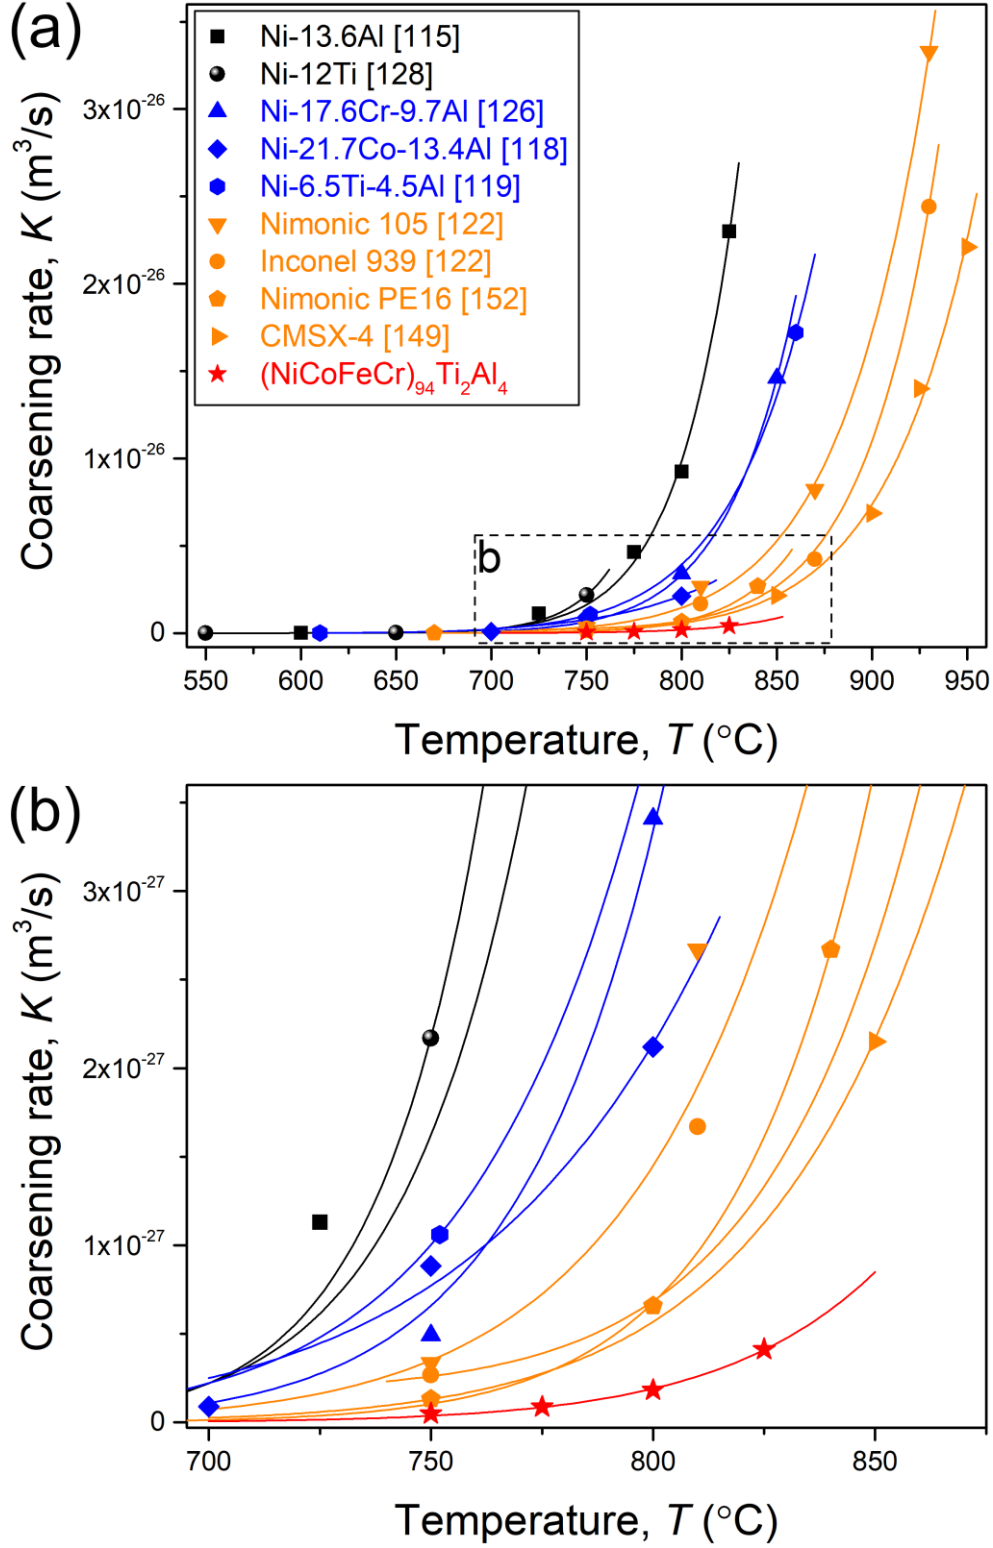 (a)
Coarsening rate, K (m³/s)
3x10⁻²⁶
2x10⁻²⁶
1x10⁻²⁶
0
Ni-13.6Al [115]
Ni-12Ti [128]
Ni-17.6Cr-9.7Al [126]
Ni-21.7Co-13.4Al [118]
Ni-6.5Ti-4.5Al [119]
Nimonic 105 [122]
Inconel 939 [122]
Nimonic PE16 [152]
CMSX-4 [149]
(NiCoFeCr)₉₄Ti₂Al₄
b
550 600 650 700 750 800 850 900 950
Temperature, T (°C)
(b)
Coarsening rate, K (m³/s)
3x10⁻²⁷
2x10⁻²⁷
1x10⁻²⁷
0
700 750 800 850
Temperature, T (°C)